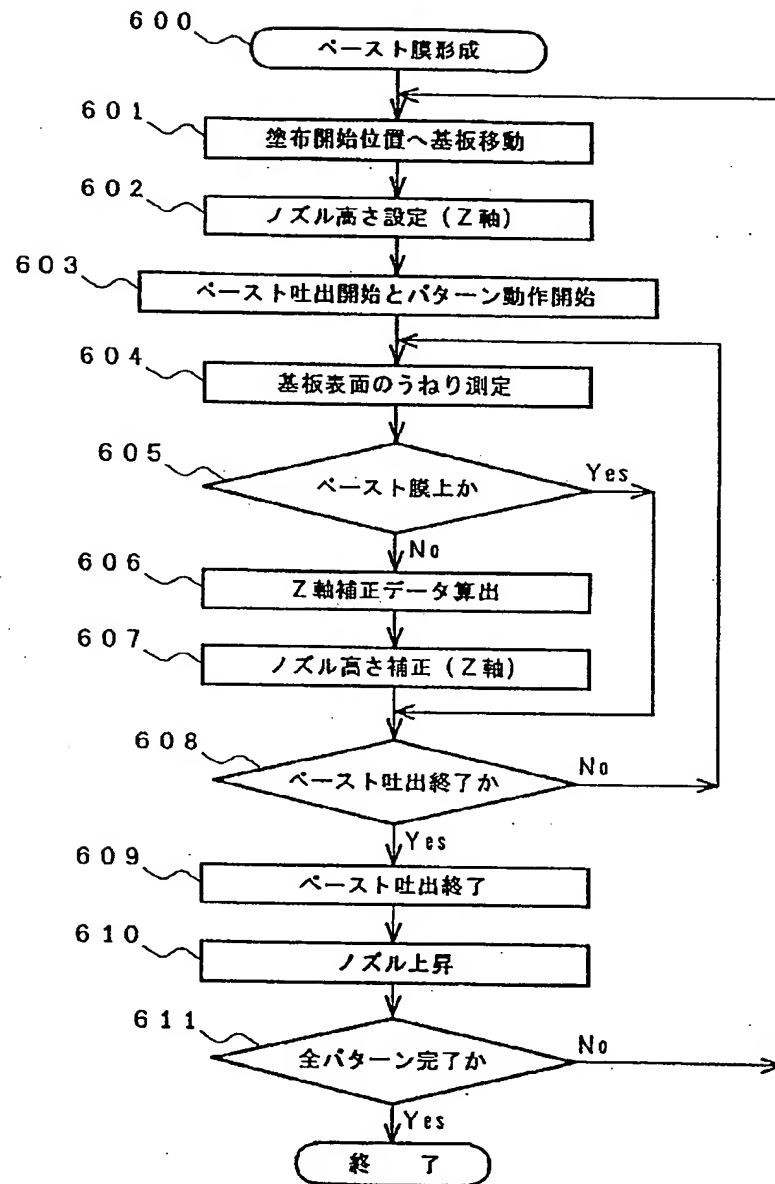 600
ペースト膜形成
601
塗布開始位置へ基板移動
602
ノズル高さ設定(Z軸)
603
ペースト吐出開始とパターン動作開始
604
基板表面のうねり測定
605
ペースト膜上か
Yes
No
606
Z軸補正データ算出
607
ノズル高さ補正(Z軸)
608
ペースト吐出終了か
No
Yes
609
ペースト吐出終了
610
ノズル上昇
611
全パターン完了か
No
Yes
終 了